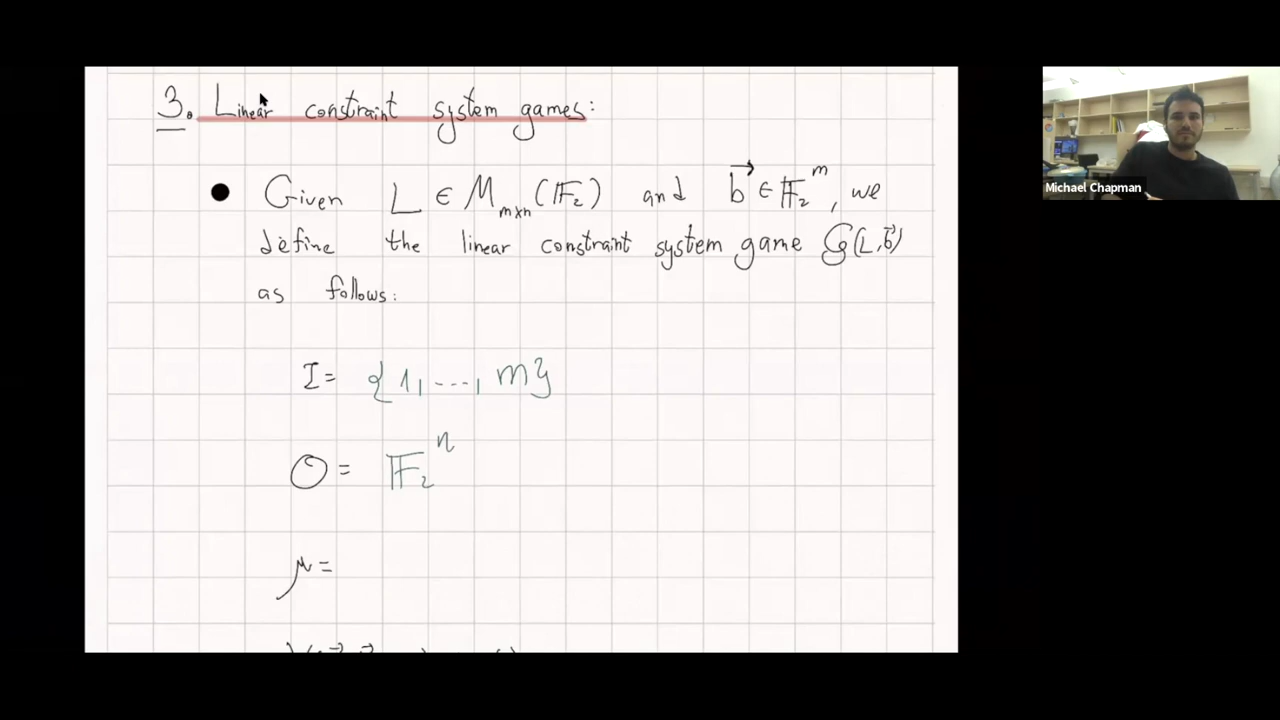 3. Linear constraint system games:
Given L ∈ M_{m×n}(𝔽₂) and b⃗ ∈ 𝔽₂^m, we
define the linear constraint system game 𝒢(L,b⃗)
as follows:
I = {1, ..., m}
O = 𝔽₂^n
μ =
Michael Chapman